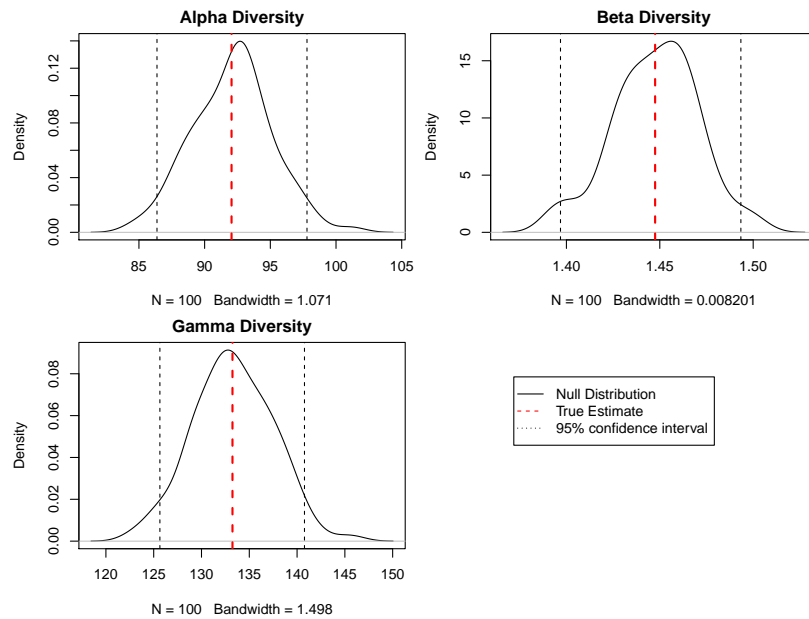 Alpha Diversity
Density
0.00 0.04 0.08 0.12
85 90 95 100 105
N = 100 Bandwidth = 1.071
Beta Diversity
Density
0 5 10 15
1.40 1.45 1.50
N = 100 Bandwidth = 0.008201
Gamma Diversity
Density
0.00 0.02 0.04 0.06 0.08
120 125 130 135 140 145 150
N = 100 Bandwidth = 1.498
Null Distribution
True Estimate
95% confidence interval